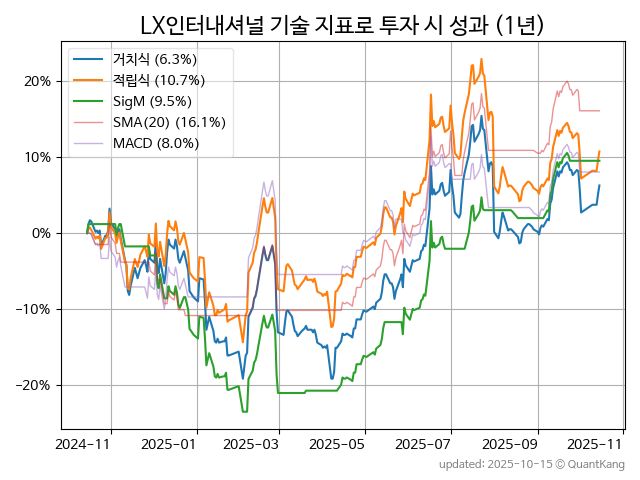 LX인터내셔널 기술 지표로 투자 시 성과 (1년)
거치식 (6.3%)
적립식 (10.7%)
SigM (9.5%)
SMA(20) (16.1%)
MACD (8.0%)
20%
10%
0%
−10%
−20%
2024-11 2025-01 2025-03 2025-05 2025-07 2025-09 2025-11
updated: 2025-10-15 © QuantKang